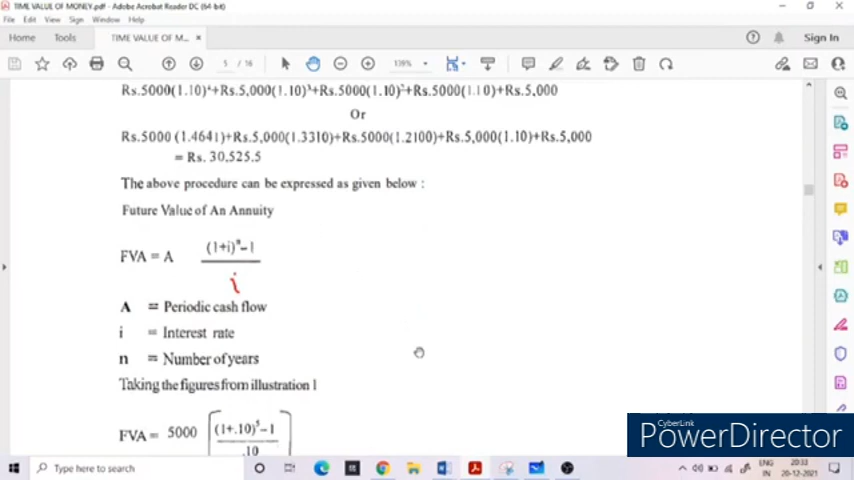 TIME VALUE OF MONEY.pdf - Adobe Acrobat Reader DC (64-bit)
File Edit View Sign Window Help
Home Tools TIME VALUE OF M... × Sign In
5 / 16 139%
Rs.5000(1.10)⁴+Rs.5,000(1.10)³+Rs.5000(1.10)²+Rs.5000(1.10)+Rs.5,000
Or
Rs.5000 (1.4641)+Rs.5,000(1.3310)+Rs.5000(1.2100)+Rs.5,000(1.10)+Rs.5,000
= Rs. 30,525.5
The above procedure can be expressed as given below :
Future Value of An Annuity
(1+i)ⁿ–1
FVA = A
i
A = Periodic cash flow
i = Interest rate
n = Number of years
Taking the figures from illustration 1
(1+.10)⁵–1
FVA = 5000
.10
CyberLink
PowerDirector
Type here to search
ENG 20:33
IN 20-12-2021